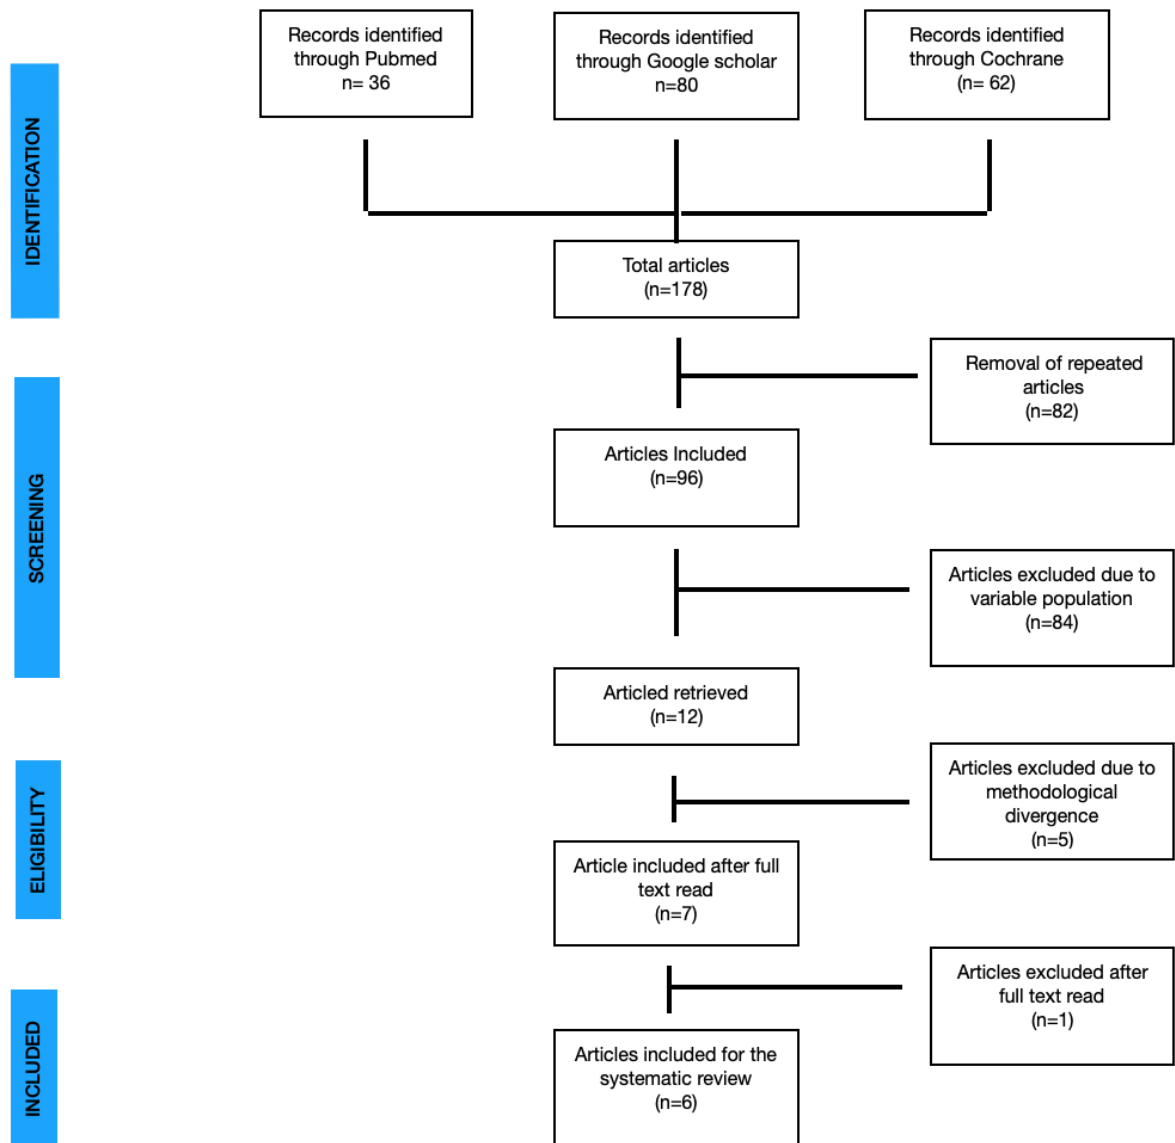 Records identified
through Pubmed
n= 36
Records identified
through Google scholar
n=80
Records identified
through Cochrane
(n= 62)
IDENTIFICATION
Total articles
(n=178)
Removal of repeated
articles
(n=82)
SCREENING
Articles Included
(n=96)
Articles excluded due to
variable population
(n=84)
Articled retrieved
(n=12)
ELIGIBILITY
Articles excluded due to
methodological
divergence
(n=5)
Article included after full
text read
(n=7)
Articles excluded after
full text read
(n=1)
INCLUDED
Articles included for the
systematic review
(n=6)